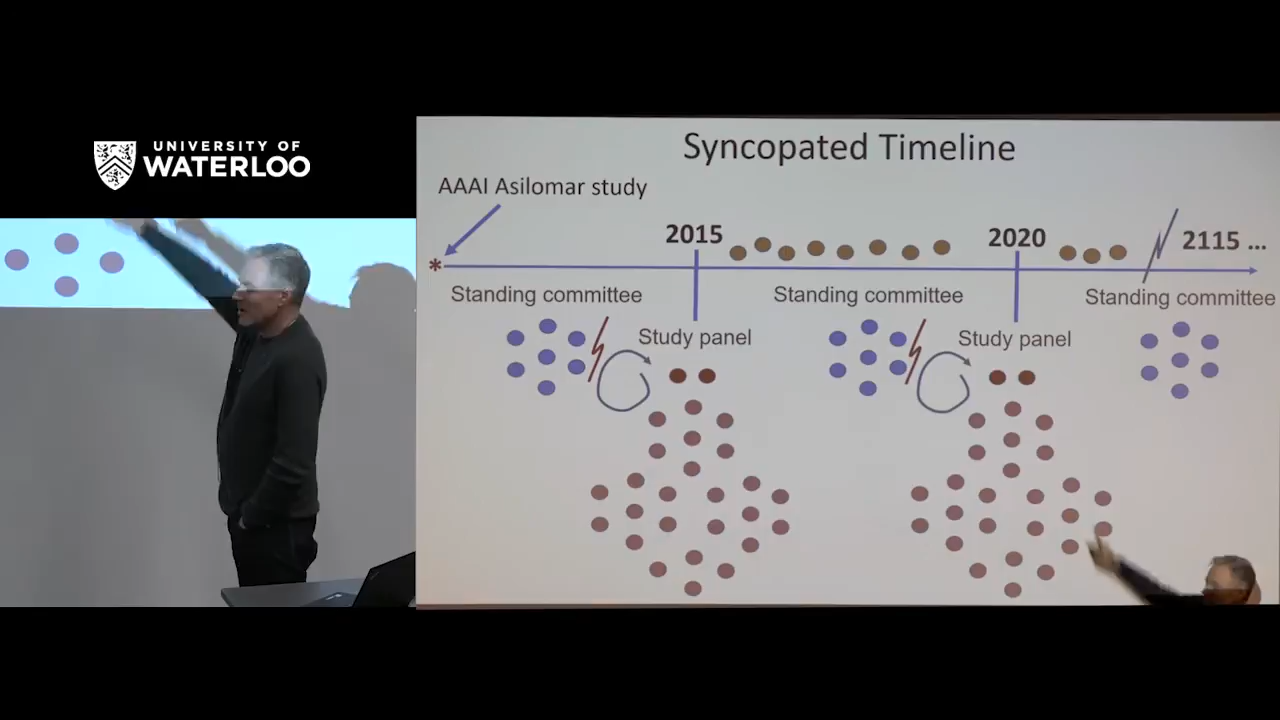 UNIVERSITY OF
WATERLOO
Syncopated Timeline
AAAI Asilomar study
*
2015
2020
2115 ...
Standing committee
Standing committee
Standing committee
Study panel
Study panel